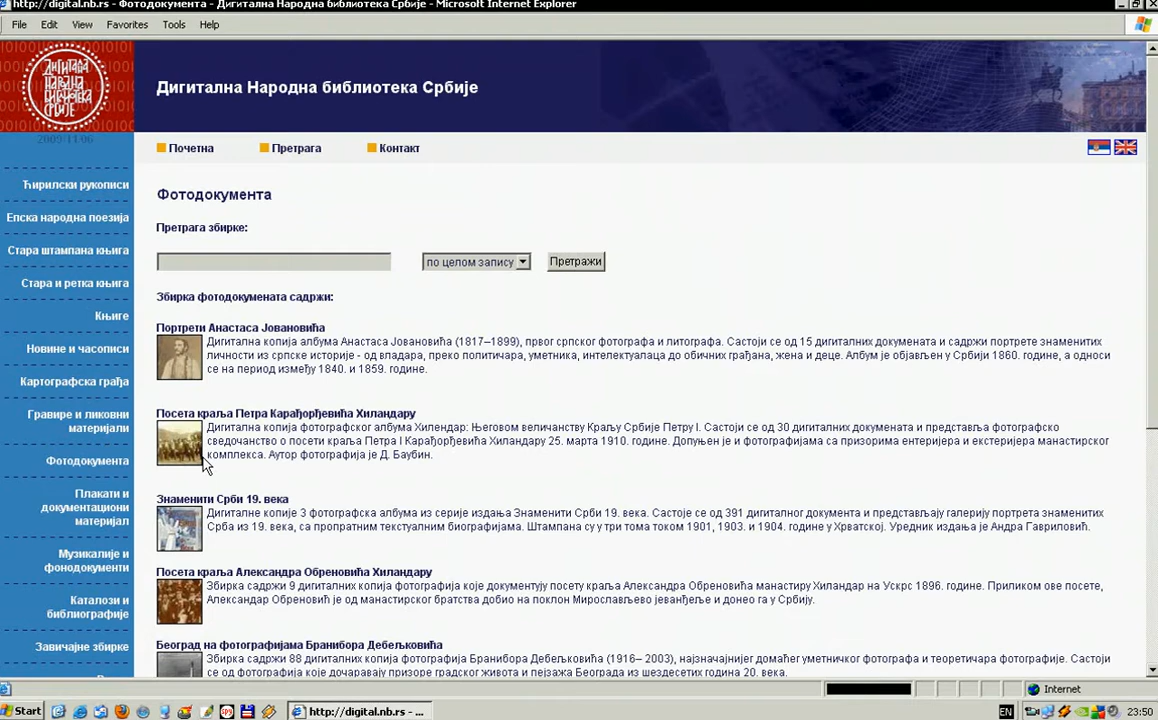 http://digital.nb.rs - Фотодокумента - Дигитална Народна библиотека Србије - Microsoft Internet Explorer
File Edit View Favorites Tools Help
ДИГИТАЛНА НАРОДНА БИБЛИОТЕКА СРБИЈЕ
Дигитална Народна библиотека Србије
2009/11/06
Почетна Претрага Контакт
Ћирилски рукописи
Епска народна поезија
Стара штампана књига
Стара и ретка књига
Књиге
Новине и часописи
Картографска грађа
Гравире и ликовни
материјали
Фотодокумента
Плакати и
документациони
материјал
Музикалије и
фонодокументи
Каталози и
библиографије
Завичајне збирке
Фотодокумента
Претрага збирке:
по целом запису Претражи
Збирка фотодокумената садржи:
Портрети Анастаса Јовановића
Дигитална копија албума Анастаса Јовановића (1817–1899), првог српског фотографа и литографа. Састоји се од 15 дигиталних докумената и садржи портрете знаменитих
личности из српске историје - од владара, преко политичара, уметника, интелектуалаца до обичних грађана, жена и деце. Албум је објављен у Србији 1860. године, а односи
се на период између 1840. и 1859. године.
Посета краља Петра Карађорђевића Хиландару
Дигитална копија фотографског албума Хилендар: Његовом величанству Краљу Србије Петру I. Састоји се од 30 дигиталних докумената и представља фотографско
сведочанство о посети краља Петра I Карађорђевића Хиландару 25. марта 1910. године. Допуњен је и фотографијама са призорима ентеријера и екстеријера манастирског
комплекса. Аутор фотографија је Д. Баубин.
Знаменити Срби 19. века
Дигиталне копије 3 фотографска албума из серије издања Знаменити Срби 19. века. Састоје се од 391 дигиталног документа и представљају галерију портрета знаменитих
Срба из 19. века, са пропратним текстуалним биографијама. Штампана су у три тома током 1901, 1903. и 1904. године у Хрватској. Уредник издања је Андра Гавриловић.
Посета краља Александра Обреновића Хиландару
Збирка садржи 9 дигиталних копија фотографија које документују посету краља Александра Обреновића манастиру Хиландар на Ускрс 1896. године. Приликом ове посете,
Александар Обреновић је од манастирског братства добио на поклон Мирослављево јеванђеље и донео га у Србију.
Београд на фотографијама Бранибора Дебељковића
Збирка садржи 88 дигиталних копија фотографија Бранибора Дебељковића (1916– 2003), најзначајнијег домаћег уметничког фотографа и теоретичара фотографије. Састоји
се од фотографија које дочаравају призоре градског живота и пејзажа Београда из шездесетих година 20. века.
Internet
Start http://digital.nb.rs - ... EN 23:50